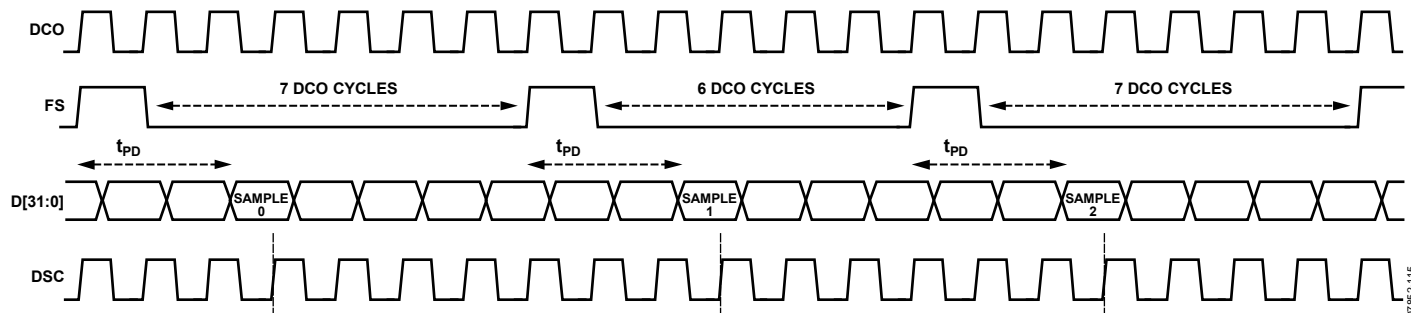 DCO
FS
7 DCO CYCLES
6 DCO CYCLES
7 DCO CYCLES
tPD
tPD
tPD
D[31:0]
SAMPLE
0
SAMPLE
1
SAMPLE
2
DSC